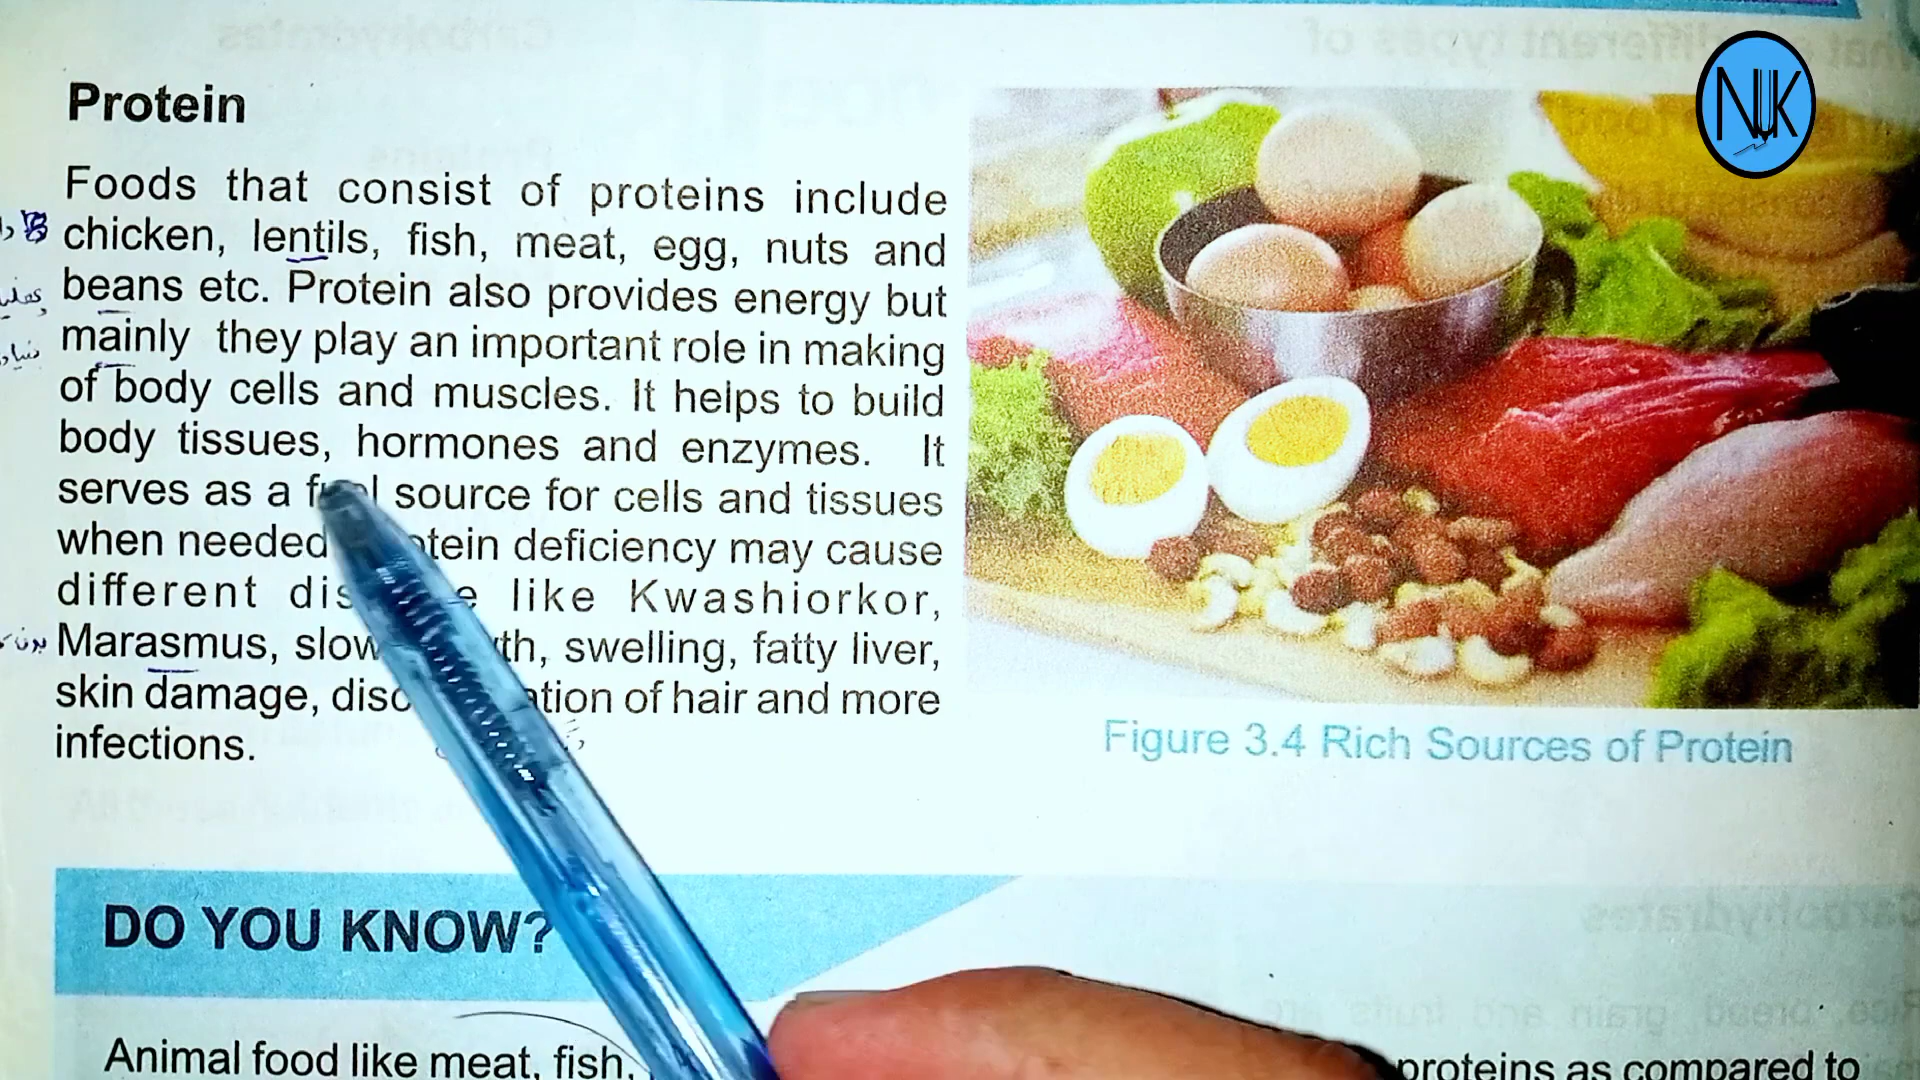 Protein
Foods that consist of proteins include
chicken, lentils, fish, meat, egg, nuts and
beans etc. Protein also provides energy but
mainly they play an important role in making
of body cells and muscles. It helps to build
body tissues, hormones and enzymes. It
serves as a source for cells and tissues
when needed deficiency may cause
different like Kwashiorkor,
Marasmus, slow swelling, fatty liver,
skin damage, of hair and more
infections.
NUK
Figure 3.4 Rich Sources of Protein
DO YOU KNOW?
Animal food like meat, fish, proteins as compared to